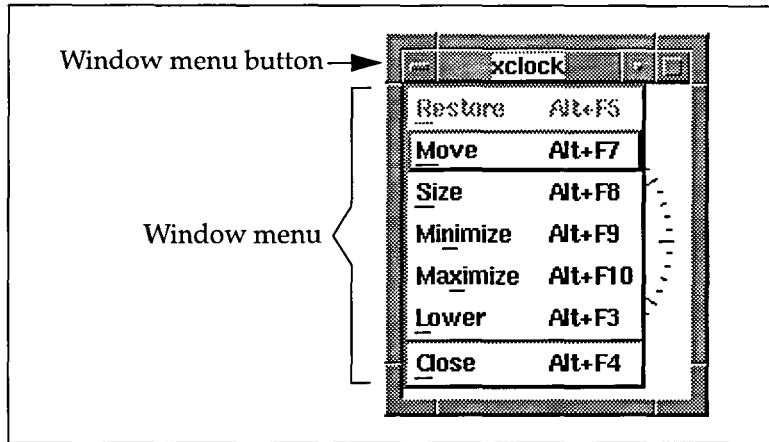 Window menu button
xclock
Restore Alt+F5
Move Alt+F7
Size Alt+F8
Minimize Alt+F9
Window menu
Maximize Alt+F10
Lower Alt+F3
Close Alt+F4